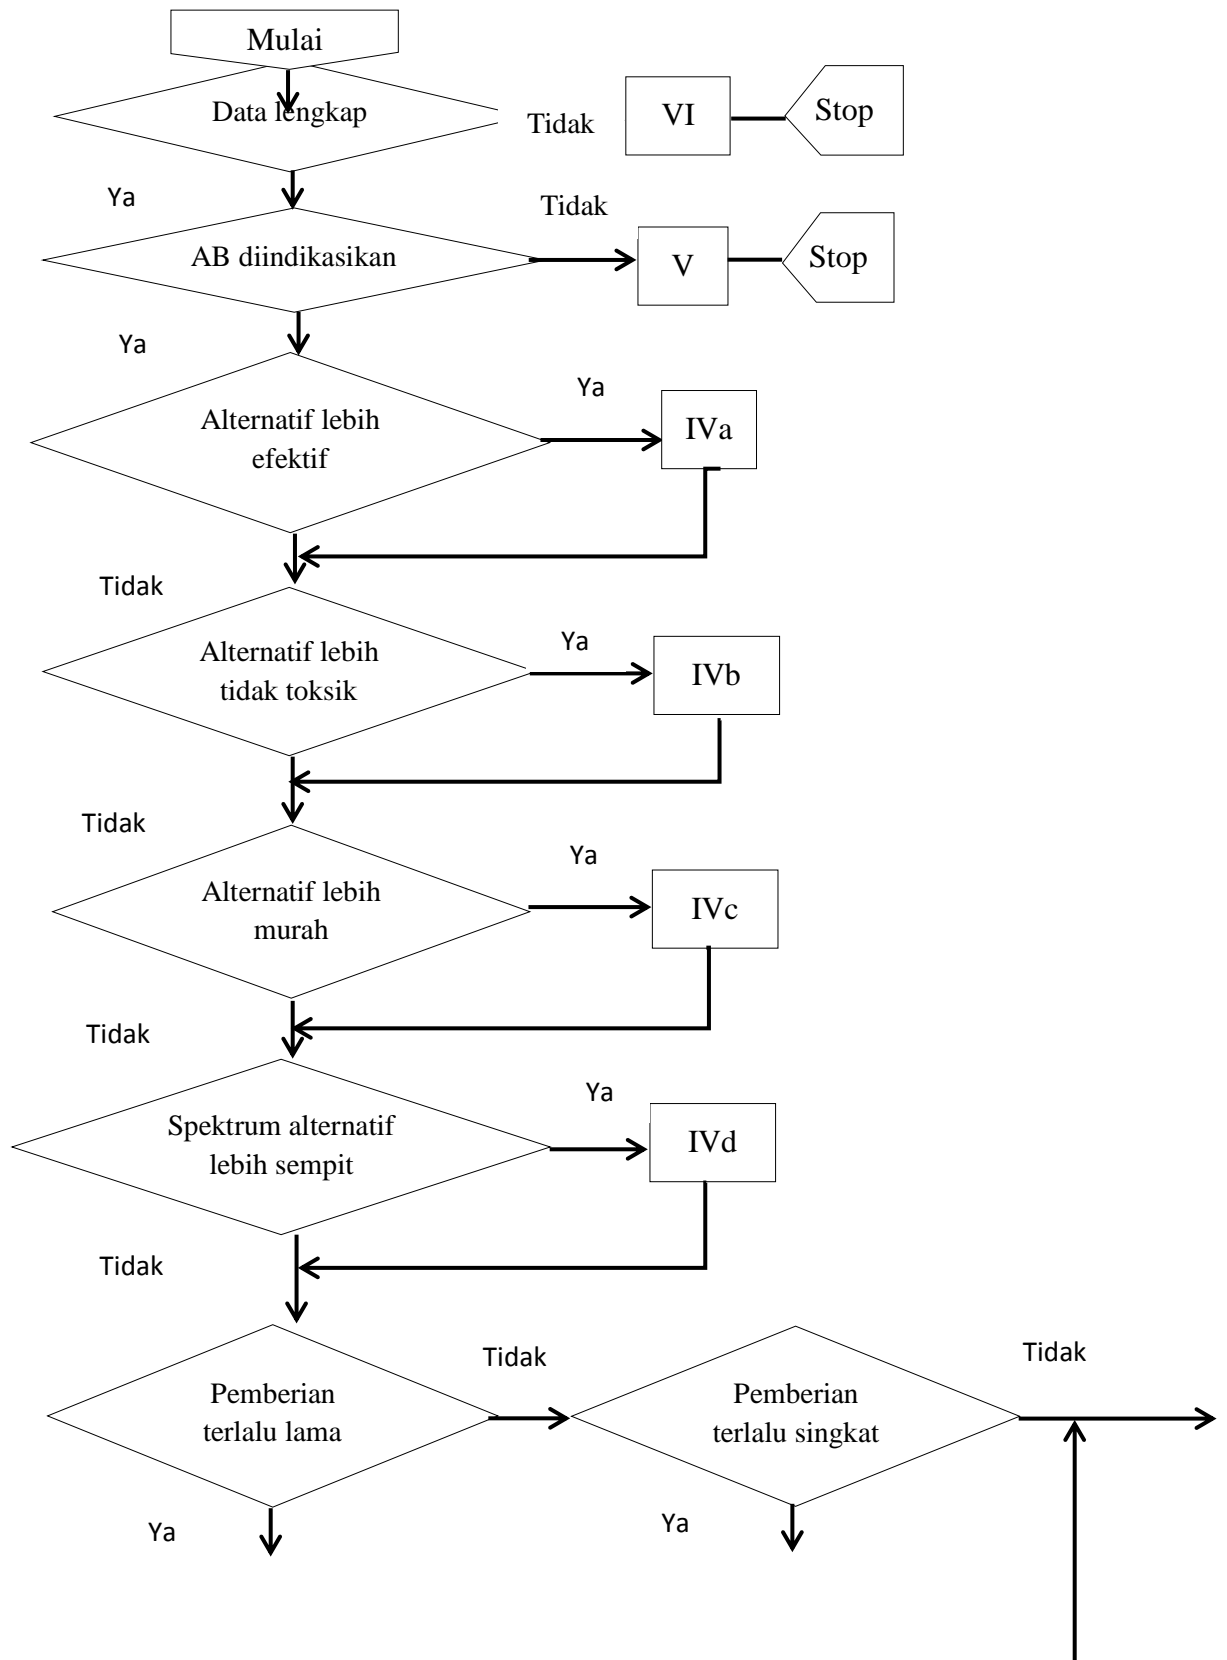 Mulai
Data lengkap
Tidak
VI
Stop
Ya
Tidak
AB diindikasikan
V
Stop
Ya
Ya
Alternatif lebih
efektif
IVa
Tidak
Ya
Alternatif lebih
tidak toksik
IVb
Tidak
Ya
Alternatif lebih
murah
IVc
Tidak
Ya
Spektrum alternatif
lebih sempit
IVd
Tidak
Tidak
Tidak
Pemberian
terlalu lama
Pemberian
terlalu singkat
Ya
Ya